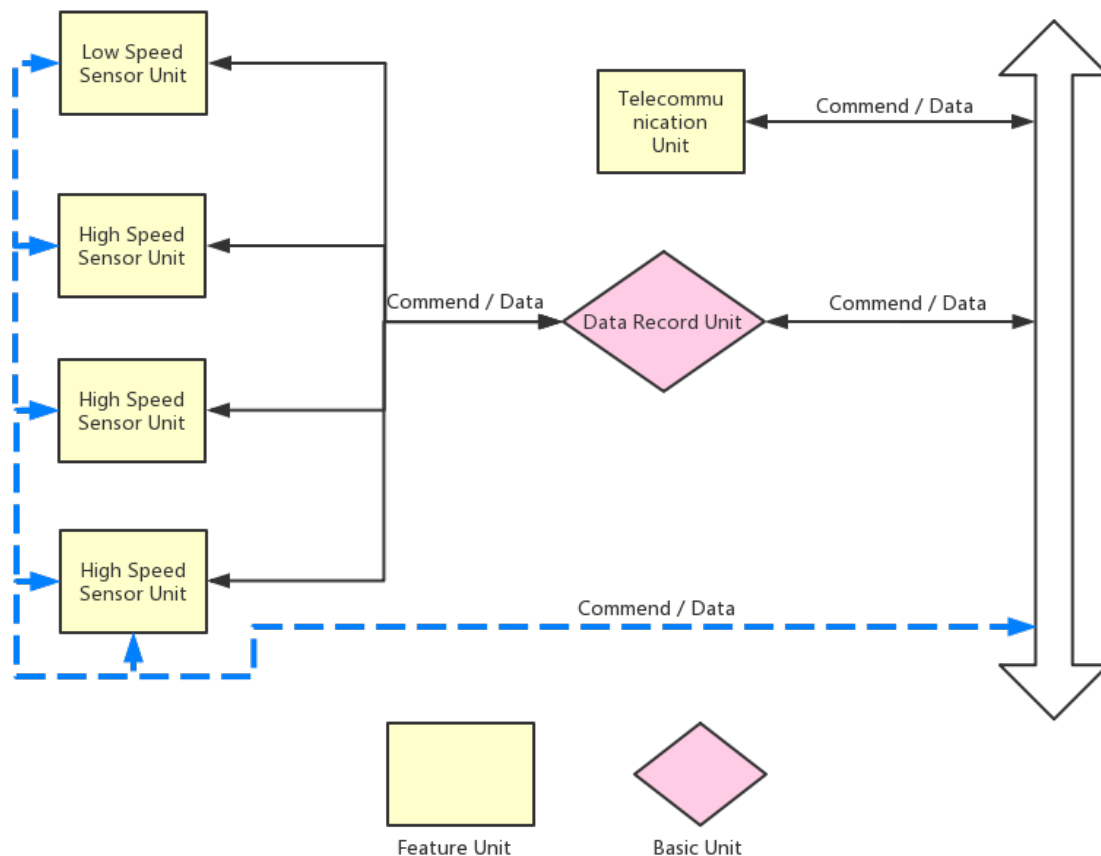 Low Speed
Sensor Unit
Telecommu
nication
Unit
Commend / Data
High Speed
Sensor Unit
Commend / Data
Data Record Unit
Commend / Data
High Speed
Sensor Unit
High Speed
Sensor Unit
Commend / Data
Feature Unit
Basic Unit